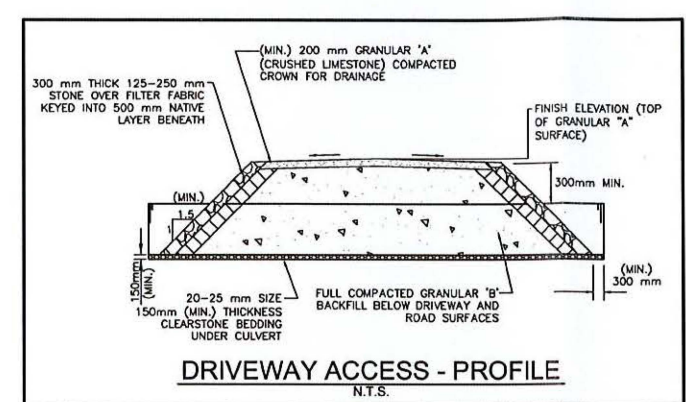 (MIN.) 200 mm GRANULAR "A"
(CRUSHED LIMESTONE) COMPACTED
CROWN FOR DRAINAGE
300 mm THICK 125-250 mm
STONE OVER FILTER FABRIC
KEYED INTO 500 mm NATIVE
LAYER BENEATH
FINISH ELEVATION (TOP
OF GRANULAR "A"
SURFACE)
300mm MIN.
(MIN.)
1.5
1
150mm
(MIN.)
(MIN.)
300 mm
20-25 mm SIZE
150mm (MIN.) THICKNESS
CLEARSTONE BEDDING
UNDER CULVERT
FULL COMPACTED GRANULAR "B"
BACKFILL BELOW DRIVEWAY AND
ROAD SURFACES
DRIVEWAY ACCESS - PROFILE
N.T.S.